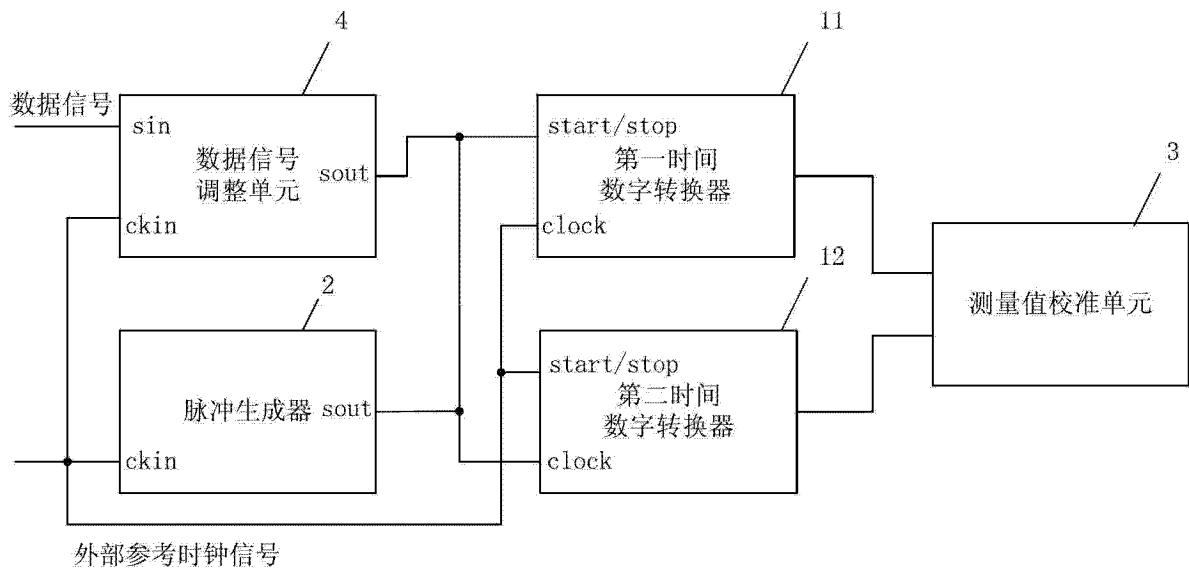 4
11
数据信号
sin
数据信号
调整单元
sout
ckin
start/stop
第一时间
数字转换器
clock
3
测量值校准单元
2
脉冲生成器
sout
ckin
12
start/stop
第二时间
数字转换器
clock
外部参考时钟信号